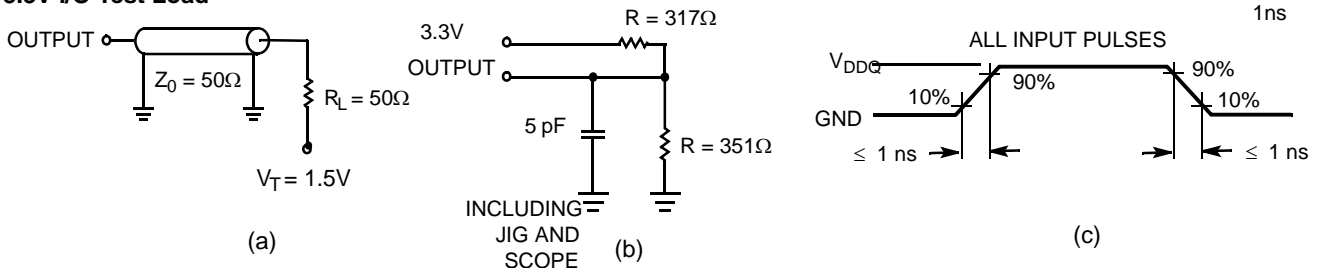 3.3V I/O Test Load
OUTPUT
Z0 = 50Ω
RL = 50Ω
VT = 1.5V
(a)
R = 317Ω
3.3V
OUTPUT
5 pF
R = 351Ω
INCLUDING
JIG AND
SCOPE
(b)
1ns
ALL INPUT PULSES
VDDQ
90%
90%
10%
10%
GND
≤ 1 ns
≤ 1 ns
(c)